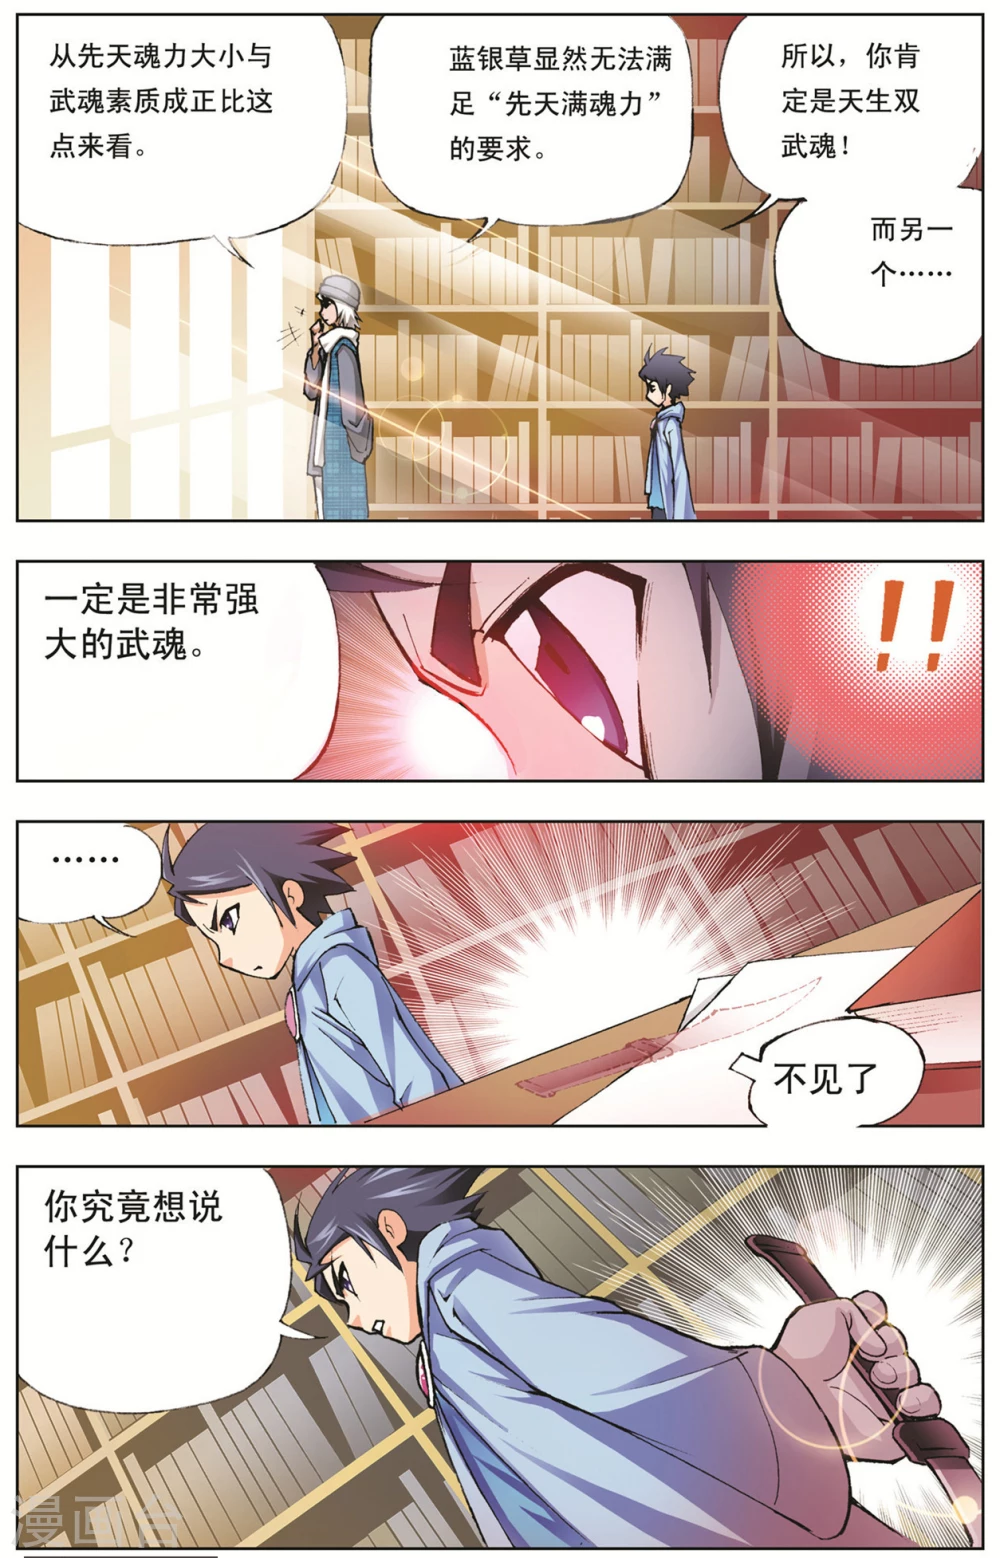 从先天魂力大小与
武魂素质成正比这
点来看。
蓝银草显然无法满
足“先天满魂力”
的要求。
所以，你肯
定是天生双
武魂！
而另一
个……
一定是非常强
大的武魂。
!!
……
不见了
你究竟想说
什么？
漫画台